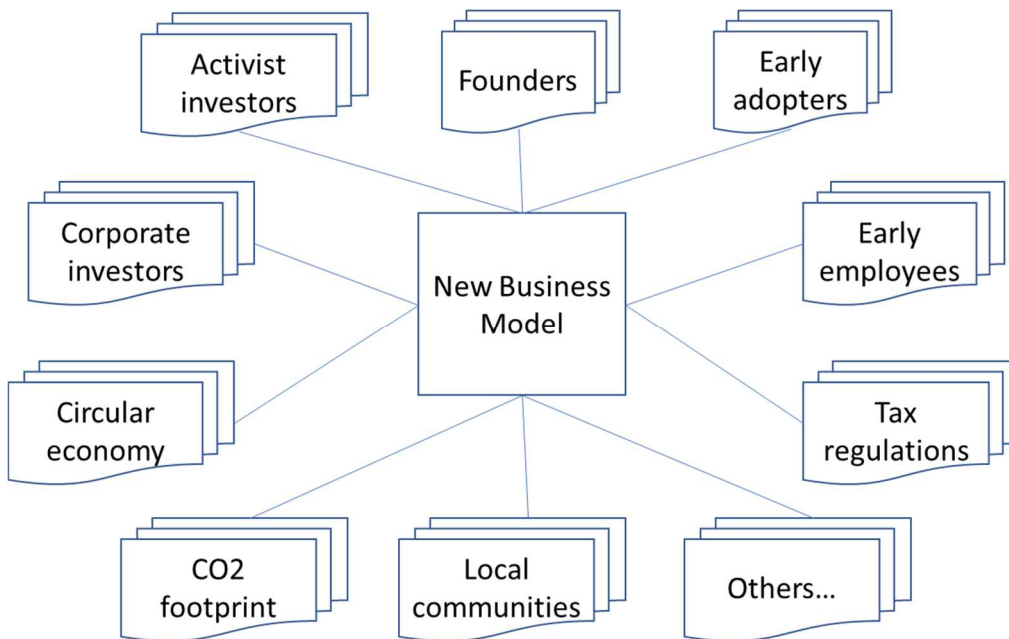 Activist
investors
Founders
Early
adopters
Corporate
investors
New Business
Model
Early
employees
Circular
economy
Tax
regulations
CO2
footprint
Local
communities
Others...